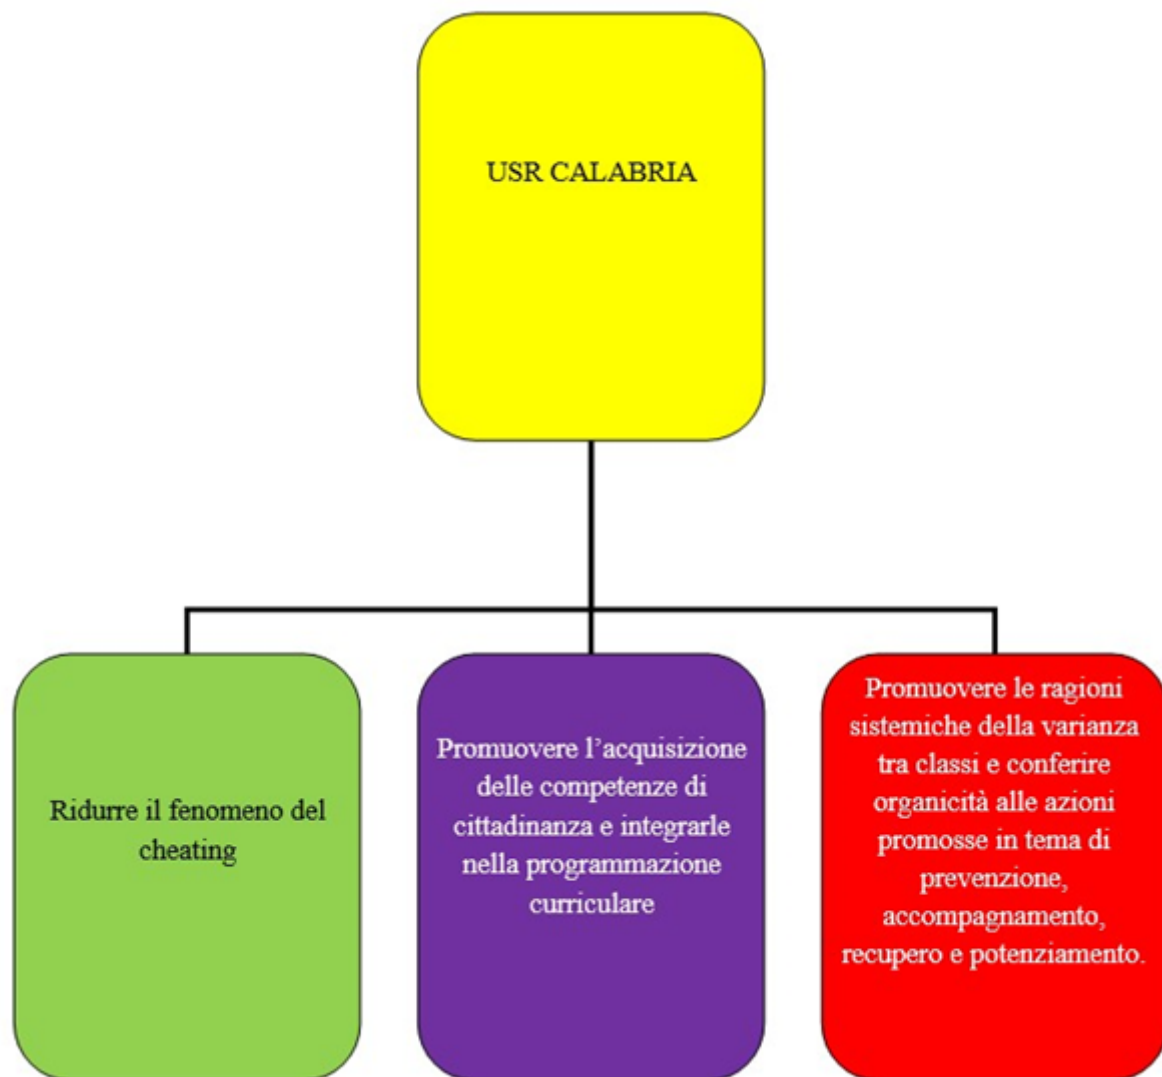 USR CALABRIA
Ridurre il fenomeno del
cheating
Promuovere l’acquisizione
delle competenze di
cittadinanza e integrarle
nella programmazione
curriculare
Promuovere le ragioni
sistemiche della varianza
tra classi e conferire
organicità alle azioni
promosse in tema di
prevenzione,
accompagnamento,
recupero e potenziamento.